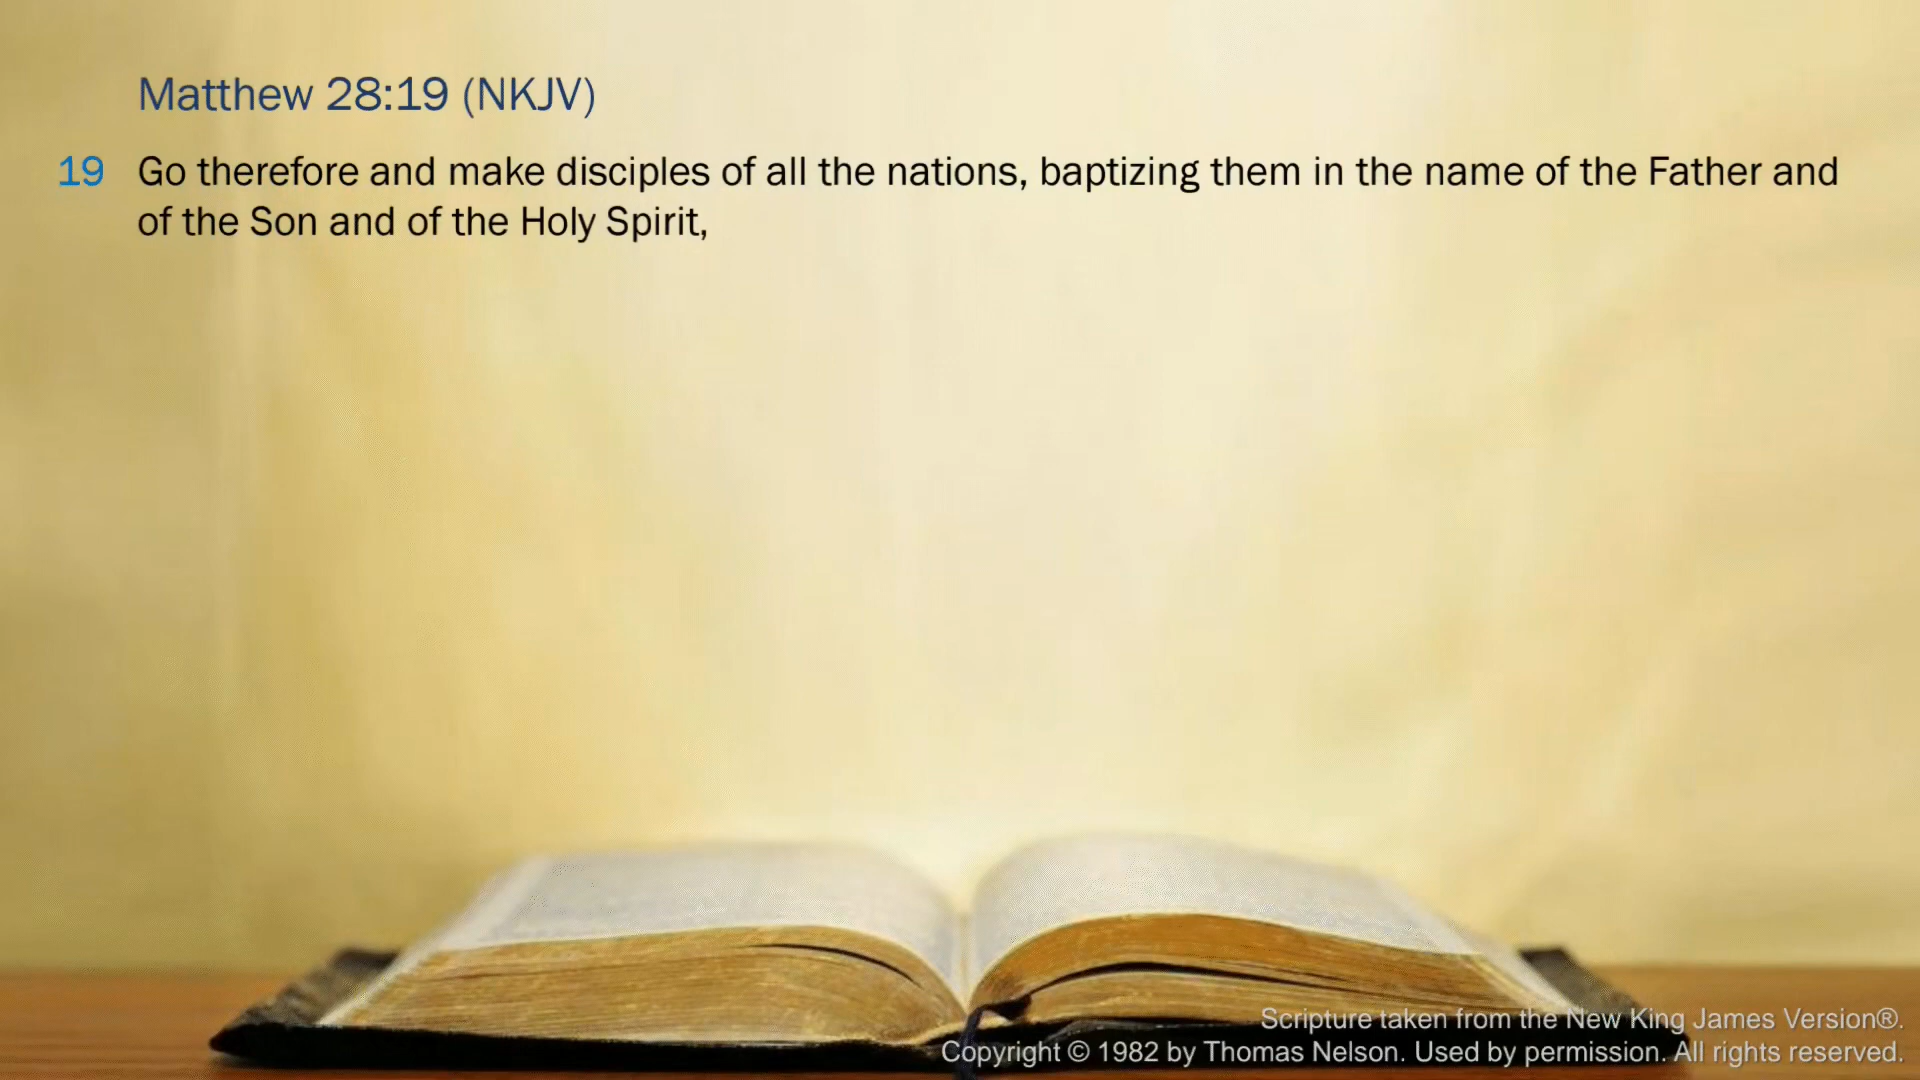 Matthew 28:19 (NKJV)
19 Go therefore and make disciples of all the nations, baptizing them in the name of the Father and
of the Son and of the Holy Spirit,
Scripture taken from the New King James Version®.
Copyright © 1982 by Thomas Nelson. Used by permission. All rights reserved.